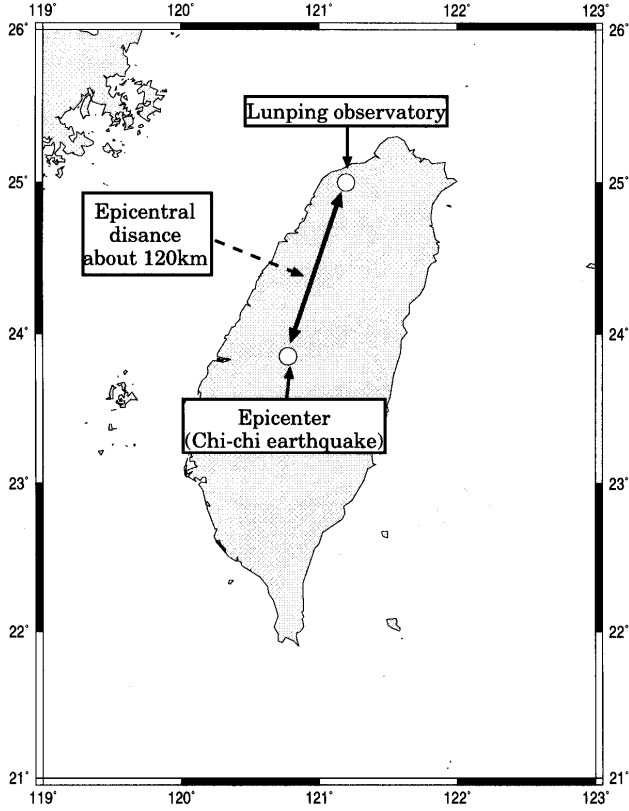 119° 120° 121° 122° 123°
26° 26°
Lunping observatory
25° 25°
Epicentral
disance
about 120km
24° 24°
Epicenter
(Chi-chi earthquake)
23° 23°
22° 22°
21° 21°
119° 120° 121° 122° 123°